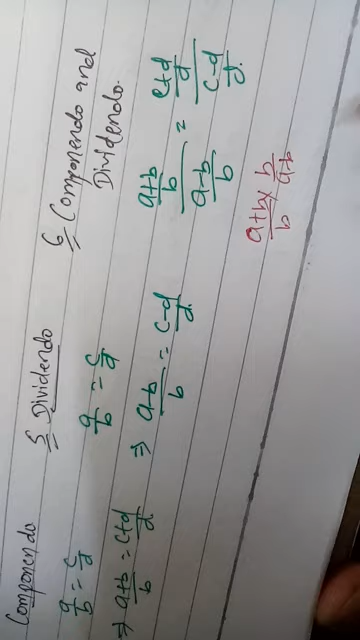 Componendo
a/b = c/d
⇒ a+b/b = c+d/d
5 Dividendo
a/b = c/d
⇒ a-b/b = c-d/d
6 Componendo and
Dividendo.
a+b/b / a-b/b = c+d/d / c-d/d
a+b/b × b/a-b